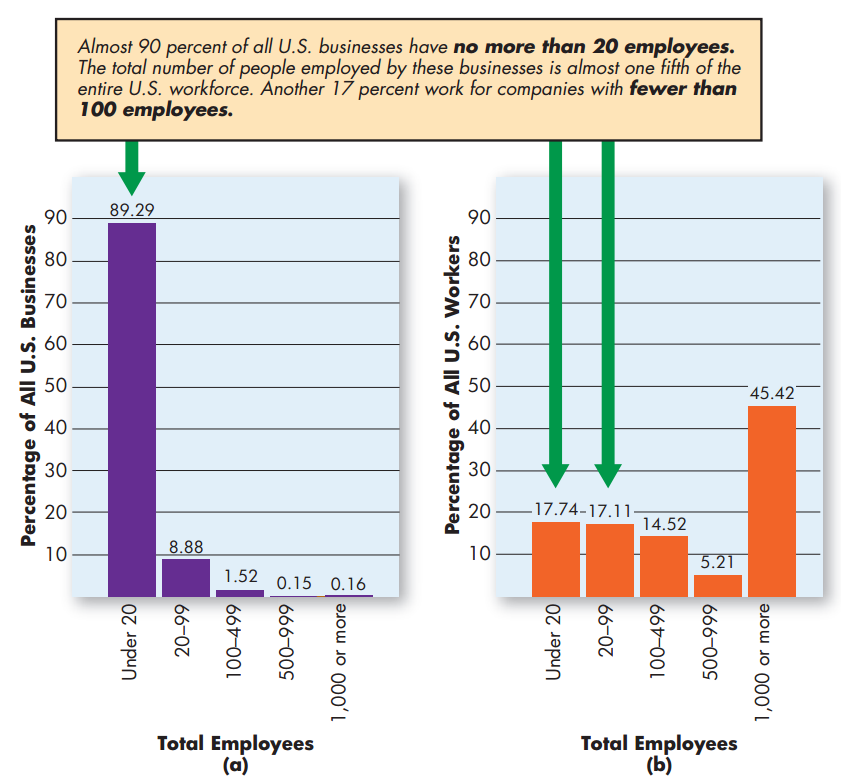 Almost 90 percent of all U.S. businesses have no more than 20 employees.
The total number of people employed by these businesses is almost one fifth of the
entire U.S. workforce. Another 17 percent work for companies with fewer than
100 employees.
Percentage of All U.S. Businesses
90
80
70
60
50
40
30
20
10
89.29
8.88
1.52
0.15
0.16
Under 20
20–99
100–499
500–999
1,000 or more
Total Employees
(a)
Percentage of All U.S. Workers
90
80
70
60
50
40
30
20
10
17.74
17.11
14.52
5.21
45.42
Under 20
20–99
100–499
500–999
1,000 or more
Total Employees
(b)